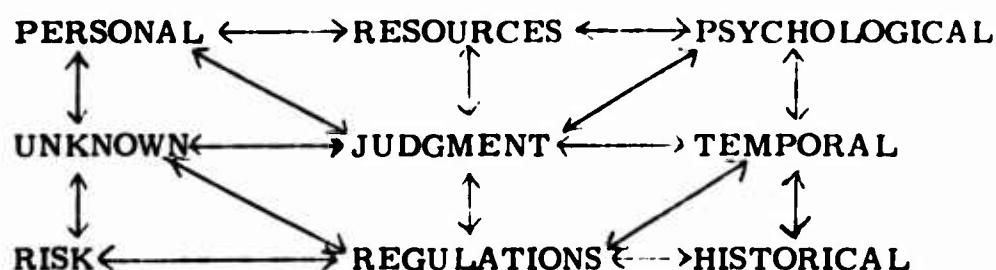 PERSONAL RESOURCES PSYCHOLOGICAL
UNKNOWN JUDGMENT TEMPORAL
RISK REGULATIONS HISTORICAL